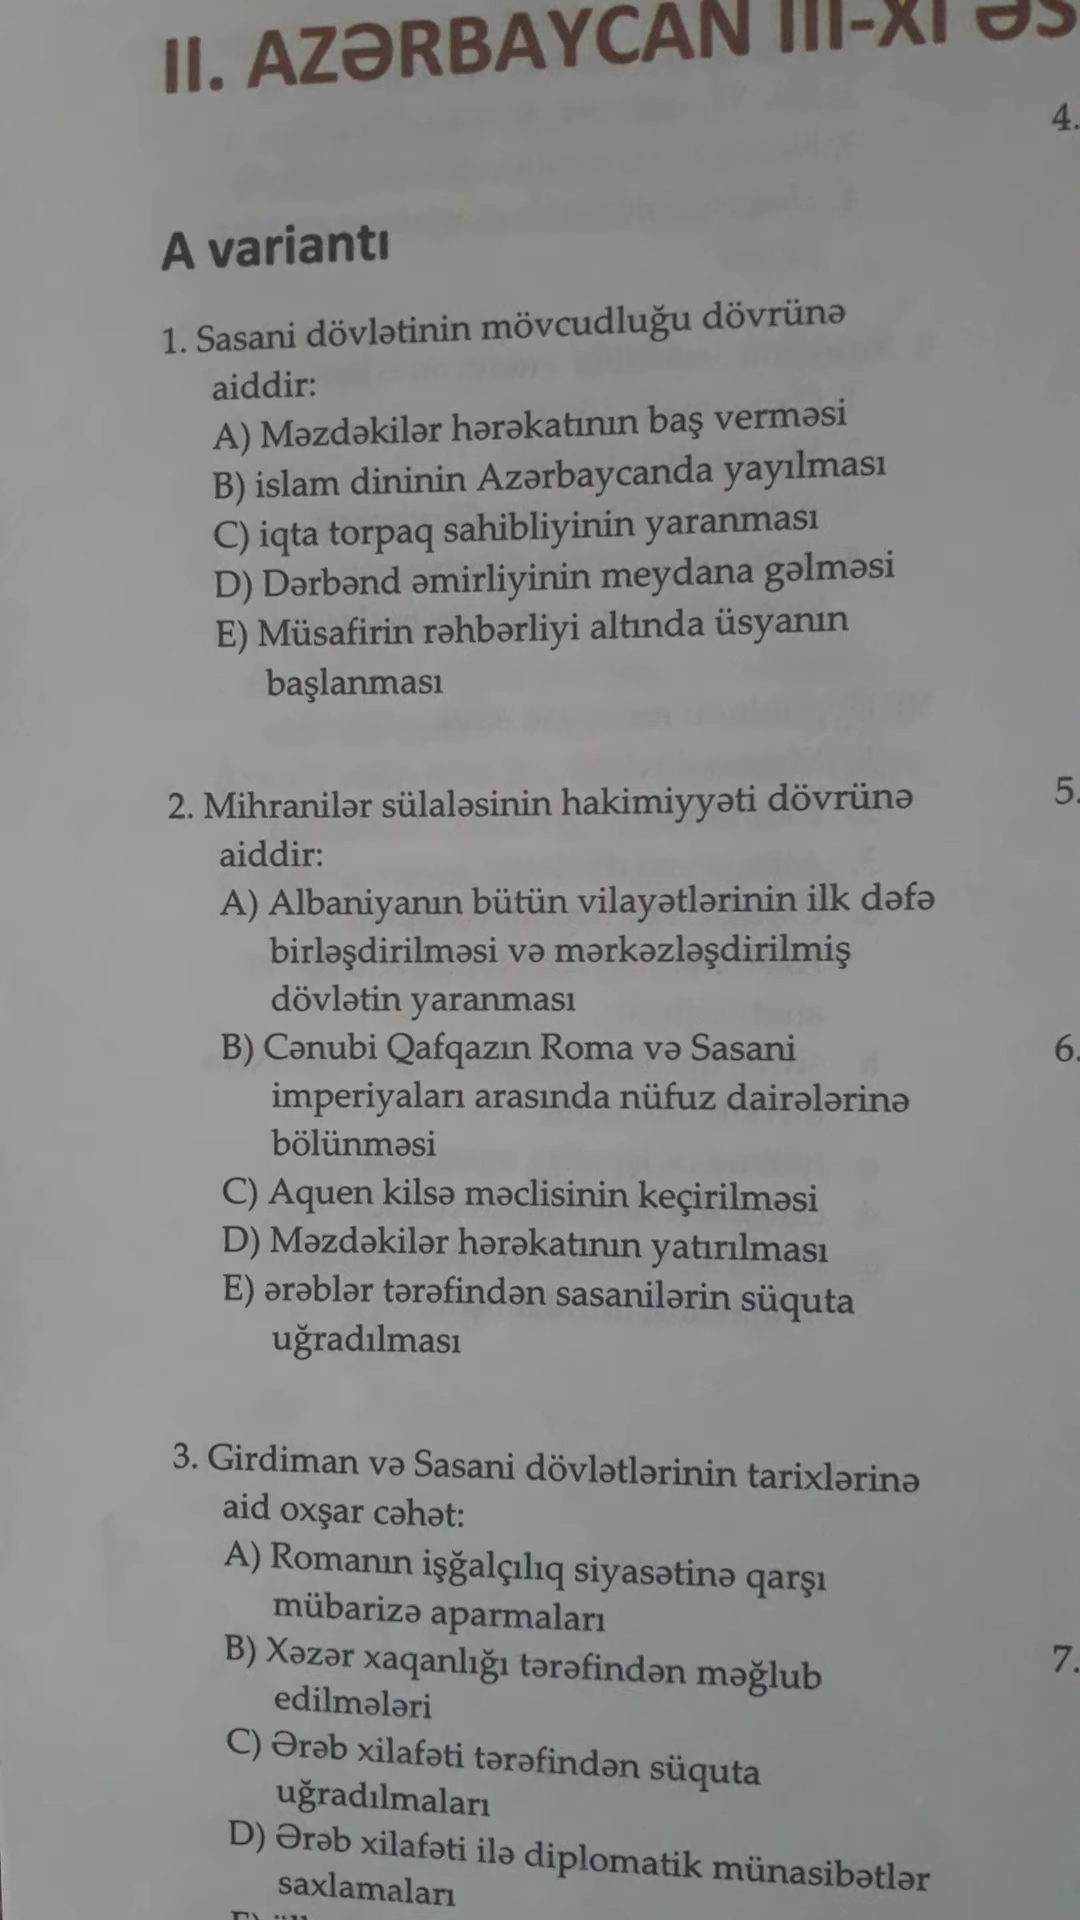 II. AZƏRBAYCAN III-XI ƏS
A variantı
1. Sasani dövlətinin mövcudluğu dövrünə
aiddir:
A) Məzdəkilər hərəkatının baş verməsi
B) islam dininin Azərbaycanda yayılması
C) iqta torpaq sahibliyinin yaranması
D) Dərbənd əmirliyinin meydana gəlməsi
E) Müsafirin rəhbərliyi altında üsyanın
başlanması
2. Mihranilər sülaləsinin hakimiyyəti dövrünə
aiddir:
A) Albaniyanın bütün vilayətlərinin ilk dəfə
birləşdirilməsi və mərkəzləşdirilmiş
dövlətin yaranması
B) Cənubi Qafqazın Roma və Sasani
imperiyaları arasında nüfuz dairələrinə
bölünməsi
C) Aquen kilsə məclisinin keçirilməsi
D) Məzdəkilər hərəkatının yatırılması
E) ərəblər tərəfindən sasanilərin süquta
uğradılması
3. Girdiman və Sasani dövlətlərinin tarixlərinə
aid oxşar cəhət:
A) Romanın işğalçılıq siyasətinə qarşı
mübarizə aparmaları
B) Xəzər xaqanlığı tərəfindən məğlub
edilmələri
C) Ərəb xilafəti tərəfindən süquta
uğradılmaları
D) Ərəb xilafəti ilə diplomatik münasibətlər
saxlamaları
4.
5.
6.
7.